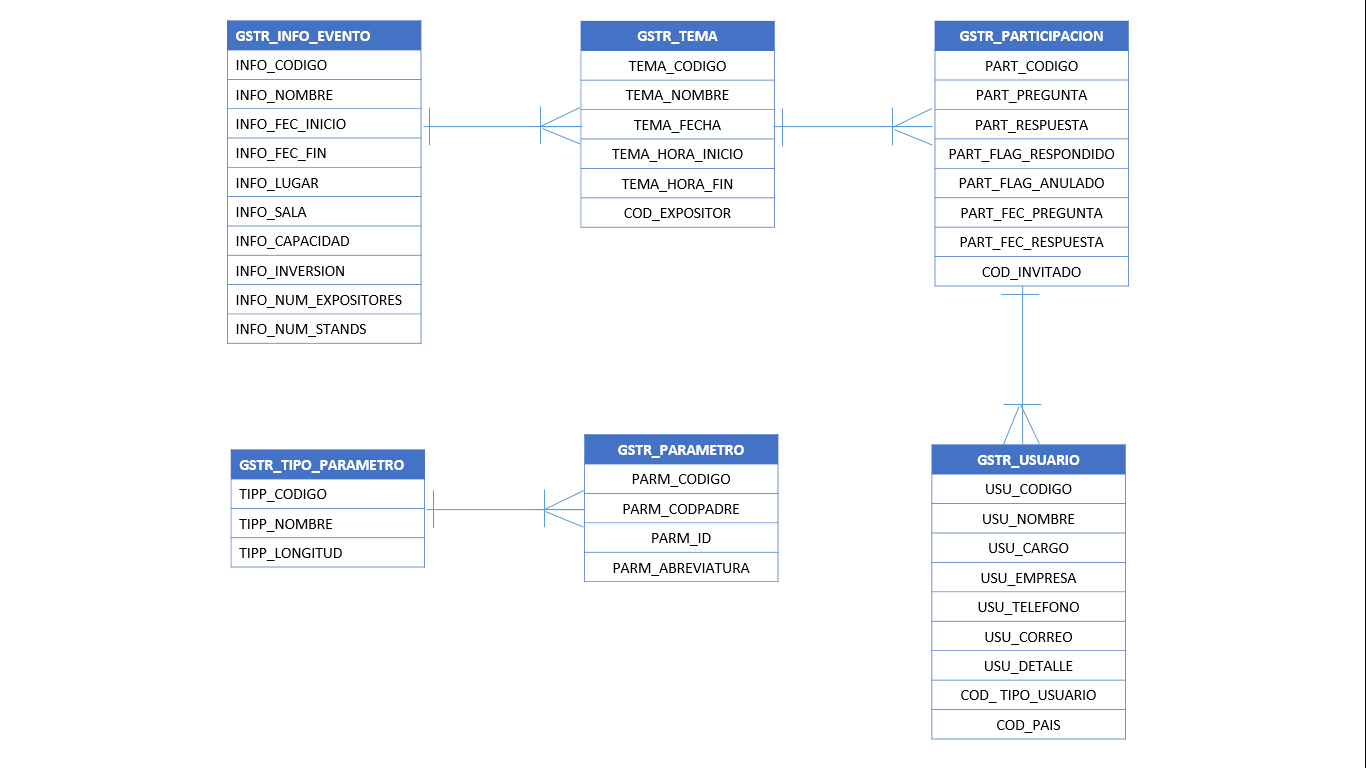 GSTR_INFO_EVENTO
INFO_CODIGO
INFO_NOMBRE
INFO_FEC_INICIO
INFO_FEC_FIN
INFO_LUGAR
INFO_SALA
INFO_CAPACIDAD
INFO_INVERSION
INFO_NUM_EXPOSITORES
INFO_NUM_STANDS
GSTR_TEMA
TEMA_CODIGO
TEMA_NOMBRE
TEMA_FECHA
TEMA_HORA_INICIO
TEMA_HORA_FIN
COD_EXPOSITOR
GSTR_PARTICIPACION
PART_CODIGO
PART_PREGUNTA
PART_RESPUESTA
PART_FLAG_RESPONDIDO
PART_FLAG_ANULADO
PART_FEC_PREGUNTA
PART_FEC_RESPUESTA
COD_INVITADO
GSTR_TIPO_PARAMETRO
TIPP_CODIGO
TIPP_NOMBRE
TIPP_LONGITUD
GSTR_PARAMETRO
PARM_CODIGO
PARM_CODPADRE
PARM_ID
PARM_ABREVIATURA
GSTR_USUARIO
USU_CODIGO
USU_NOMBRE
USU_CARGO
USU_EMPRESA
USU_TELEFONO
USU_CORREO
USU_DETALLE
COD_ TIPO_USUARIO
COD_PAIS